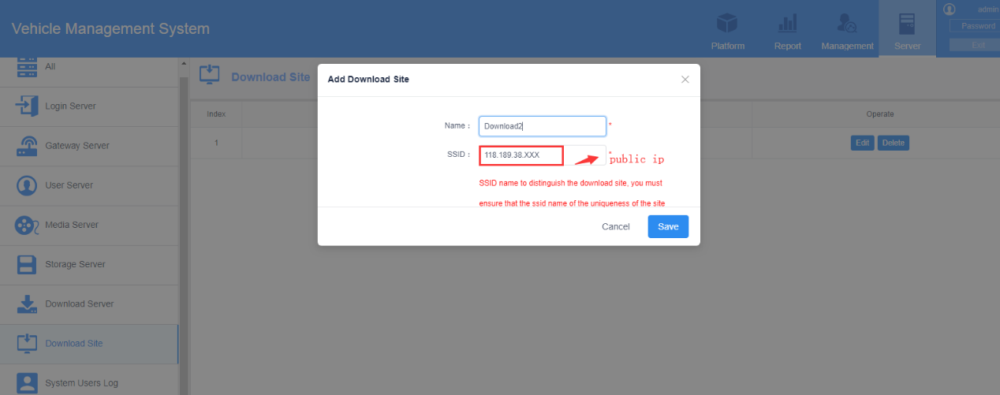 Vehicle Management System
Platform
Report
Management
Server
admin
Password
Exit
All
Login Server
Gateway Server
User Server
Media Server
Storage Server
Download Server
Download Site
System Users Log
Download Site
Index
Operate
1
Edit
Delete
Add Download Site
Name :
Download2
*
SSID :
118.189.38.XXX
*
public ip
SSID name to distinguish the download site, you must
ensure that the ssid name of the uniqueness of the site
Cancel
Save